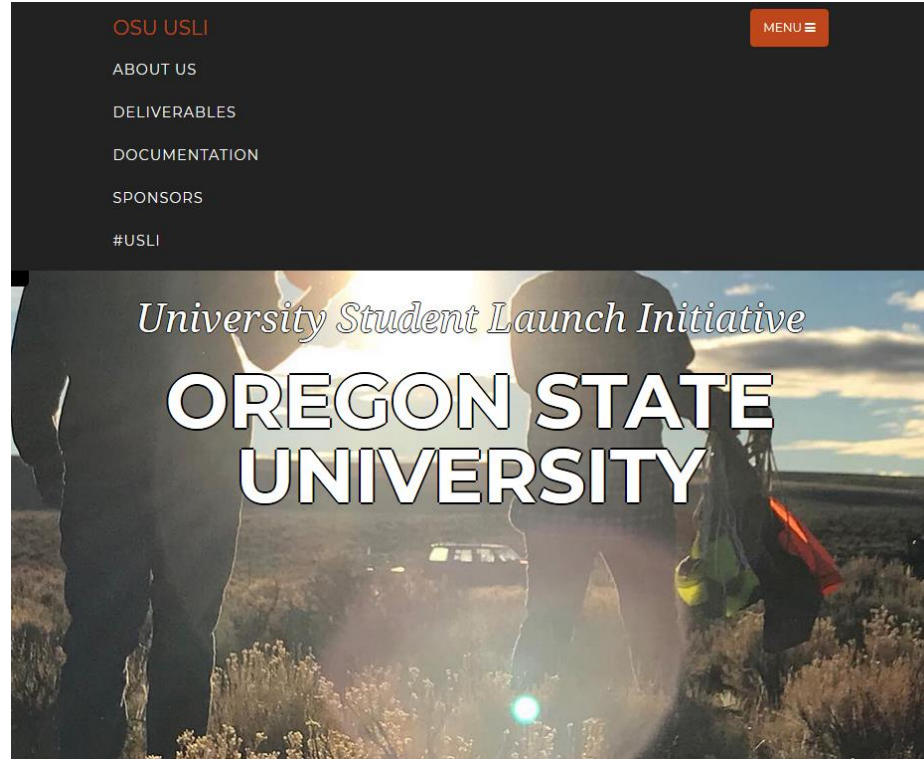 OSU USLI
MENU
ABOUT US
DELIVERABLES
DOCUMENTATION
SPONSORS
#USLI
University Student Launch Initiative
OREGON STATE
UNIVERSITY